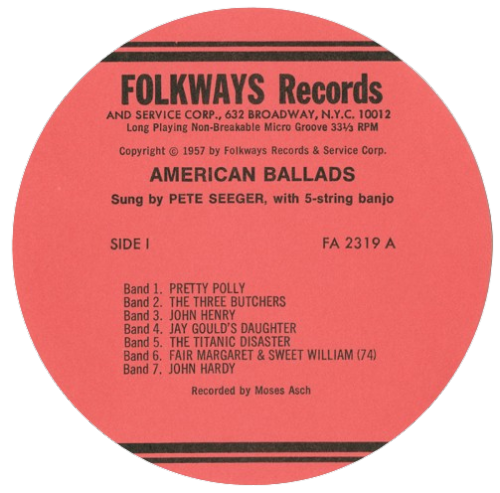 FOLKWAYS Records
AND SERVICE CORP., 632 BROADWAY, N.Y.C. 10012
Long Playing Non-Breakable Micro Groove 33⅓ RPM
Copyright © 1957 by Folkways Records & Service Corp.
AMERICAN BALLADS
Sung by PETE SEEGER, with 5-string banjo
SIDE I FA 2319 A
Band 1. PRETTY POLLY
Band 2. THE THREE BUTCHERS
Band 3. JOHN HENRY
Band 4. JAY GOULD'S DAUGHTER
Band 5. THE TITANIC DISASTER
Band 6. FAIR MARGARET & SWEET WILLIAM (74)
Band 7. JOHN HARDY
Recorded by Moses Asch